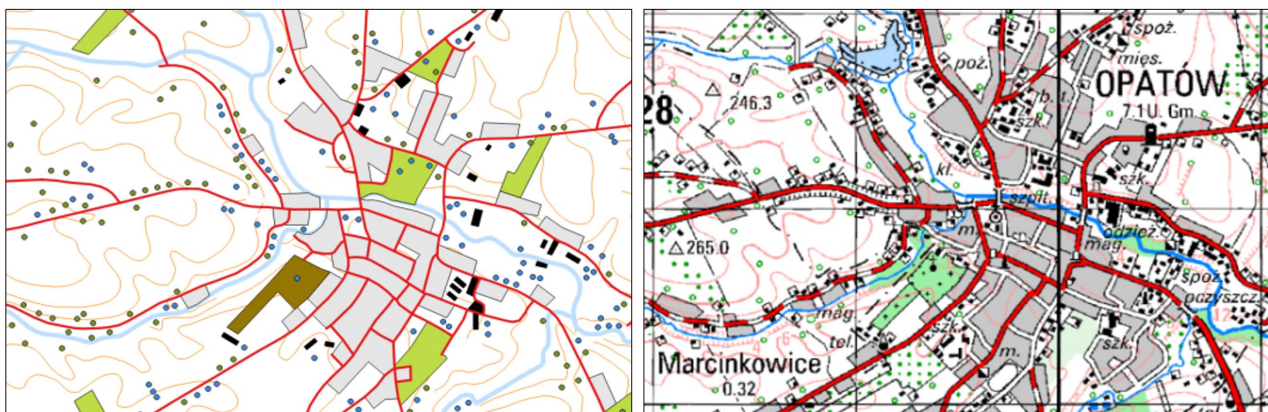 spoż.
mięs.
poż.
OPATÓW
246.3
28
7.1 U. Gm.
szk.
kl.
szk.
szpit.
m.
odzież.
mag.
265.0
spoż.
oczyszcz.
mag.
szk.
tel.
szk.
Marcinkowice
m.
0.32